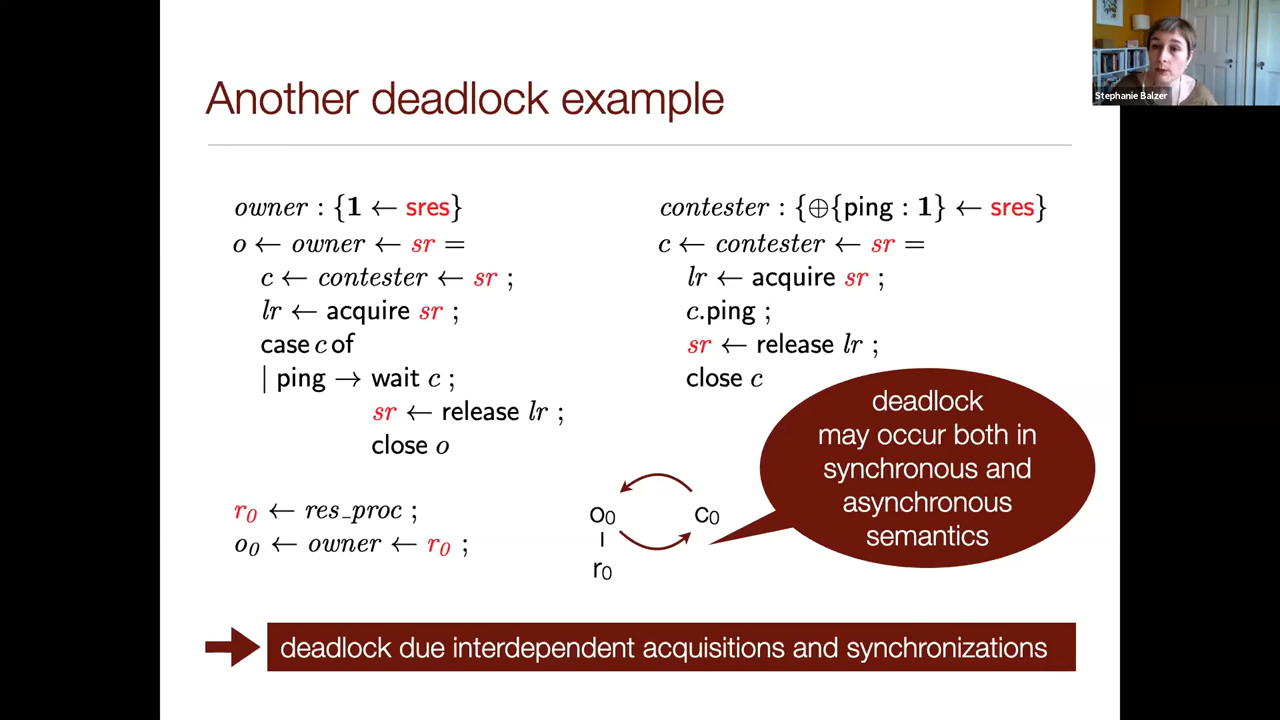 Another deadlock example
Stephanie Balzer
owner : {1 ← sres}
o ← owner ← sr =
c ← contester ← sr ;
lr ← acquire sr ;
case c of
| ping → wait c ;
sr ← release lr ;
close o
contester : {⊕{ping : 1} ← sres}
c ← contester ← sr =
lr ← acquire sr ;
c.ping ;
sr ← release lr ;
close c
r₀ ← res_proc ;
o₀ ← owner ← r₀ ;
o₀ c₀
r₀
deadlock
may occur both in
synchronous and
asynchronous
semantics
deadlock due interdependent acquisitions and synchronizations